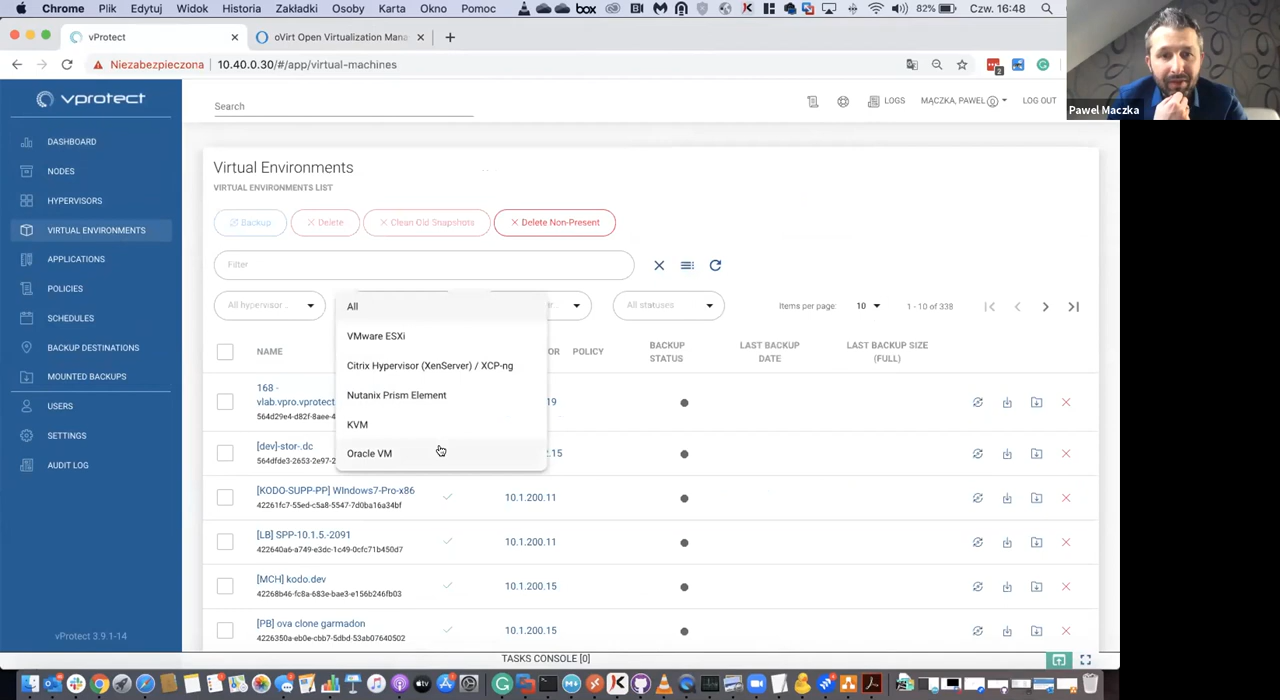 Chrome Plik Edytuj Widok Historia Zakładki Osoby Karta Okno Pomoc box 82% Czw. 16:48
vProtect
oVirt Open Virtualization Mana
Niezabezpieczona 10.40.0.30/#/app/virtual-machines
2
Pawel Maczka
vprotect
Search
LOGS
MĄCZKA, PAWEL
LOG OUT
DASHBOARD
NODES
HYPERVISORS
VIRTUAL ENVIRONMENTS
APPLICATIONS
POLICIES
SCHEDULES
BACKUP DESTINATIONS
MOUNTED BACKUPS
USERS
SETTINGS
AUDIT LOG
vProtect 3.9.1-14
Virtual Environments
VIRTUAL ENVIRONMENTS LIST
Backup
Delete
Clean Old Snapshots
Delete Non-Present
Filter
All hypervisor ..
All statuses
Items per page: 10
1 - 10 of 338
All
VMware ESXi
Citrix Hypervisor (XenServer) / XCP-ng
Nutanix Prism Element
KVM
Oracle VM
NAME
OR
POLICY
BACKUP STATUS
LAST BACKUP DATE
LAST BACKUP SIZE (FULL)
168 -
vlab.vpro.vprotect
564d29e4-d82f-8aee-4
19
[dev]-stor-.dc
564dfde3-2653-2e97-2
.15
[KODO-SUPP-PP] WIndows7-Pro-x86
42261fc7-55ed-c5a8-5547-7d0ba16a34bf
10.1.200.11
[LB] SPP-10.1.5.-2091
422640a6-a749-e3dc-1c49-0cfc71b450d7
10.1.200.11
[MCH] kodo.dev
42268b46-fc8a-683e-bae3-e156b246fb03
10.1.200.15
[PB] ova clone garmadon
4226350a-eb0e-cbb7-5dbd-53ab07640502
10.1.200.15
TASKS CONSOLE [0]